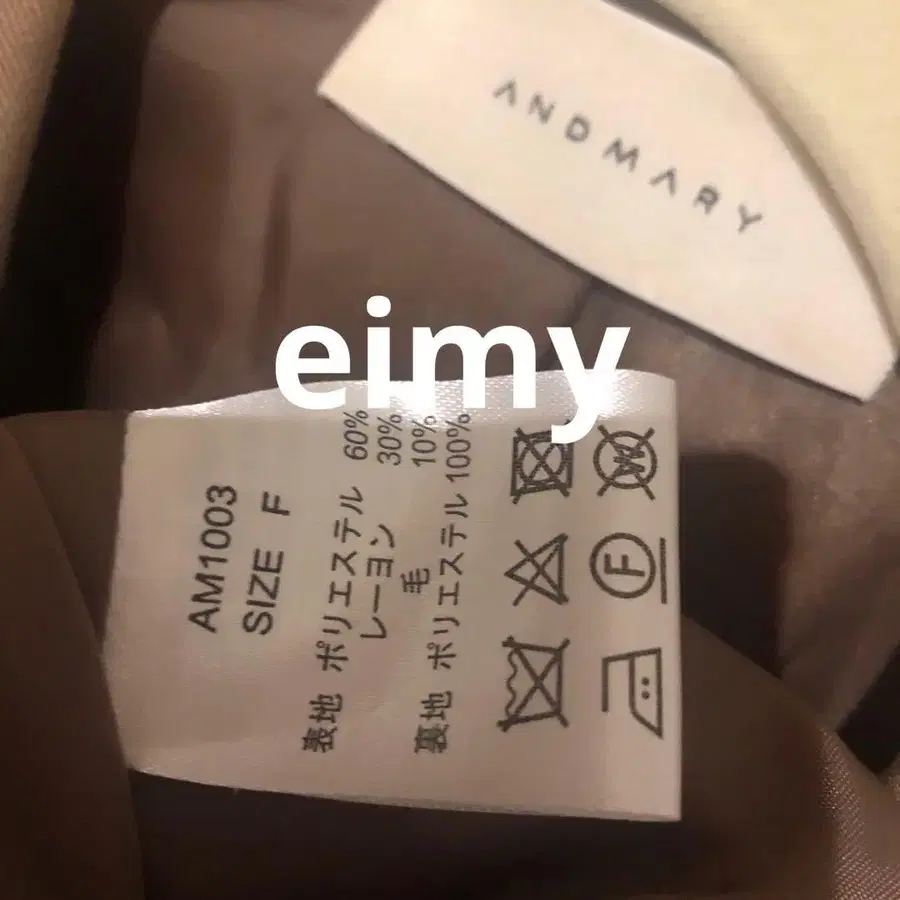 ANDMARY
eimy
AM1003
SIZE F
表地 ポリエステル 60%
レーヨン 30%
毛 10%
裏地 ポリエステル 100%
W
F